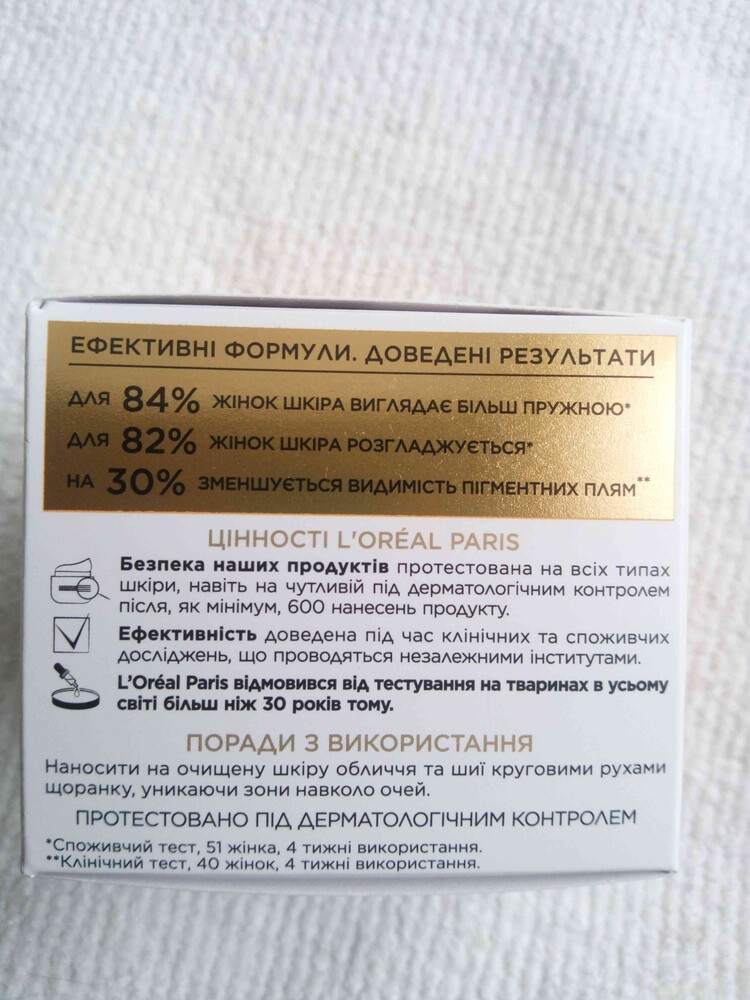 ЕФЕКТИВНІ ФОРМУЛИ. ДОВЕДЕНІ РЕЗУЛЬТАТИ
ДЛЯ 84% ЖІНОК ШКІРА ВИГЛЯДАЄ БІЛЬШ ПРУЖНОЮ*
ДЛЯ 82% ЖІНОК ШКІРА РОЗГЛАДЖУЄТЬСЯ*
НА 30% ЗМЕНШУЄТЬСЯ ВИДИМІСТЬ ПІГМЕНТНИХ ПЛЯМ**
ЦІННОСТІ L'ORÉAL PARIS
Безпека наших продуктів протестована на всіх типах
шкіри, навіть на чутливій під дерматологічним контролем
після, як мінімум, 600 нанесень продукту.
Ефективність доведена під час клінічних та споживчих
досліджень, що проводяться незалежними інститутами.
L'Oréal Paris відмовився від тестування на тваринах в усьому
світі більш ніж 30 років тому.
ПОРАДИ З ВИКОРИСТАННЯ
Наносити на очищену шкіру обличчя та шиї круговими рухами
щоранку, уникаючи зони навколо очей.
ПРОТЕСТОВАНО ПІД ДЕРМАТОЛОГІЧНИМ КОНТРОЛЕМ
*Споживчий тест, 51 жінка, 4 тижні використання.
**Клінічний тест, 40 жінок, 4 тижні використання.